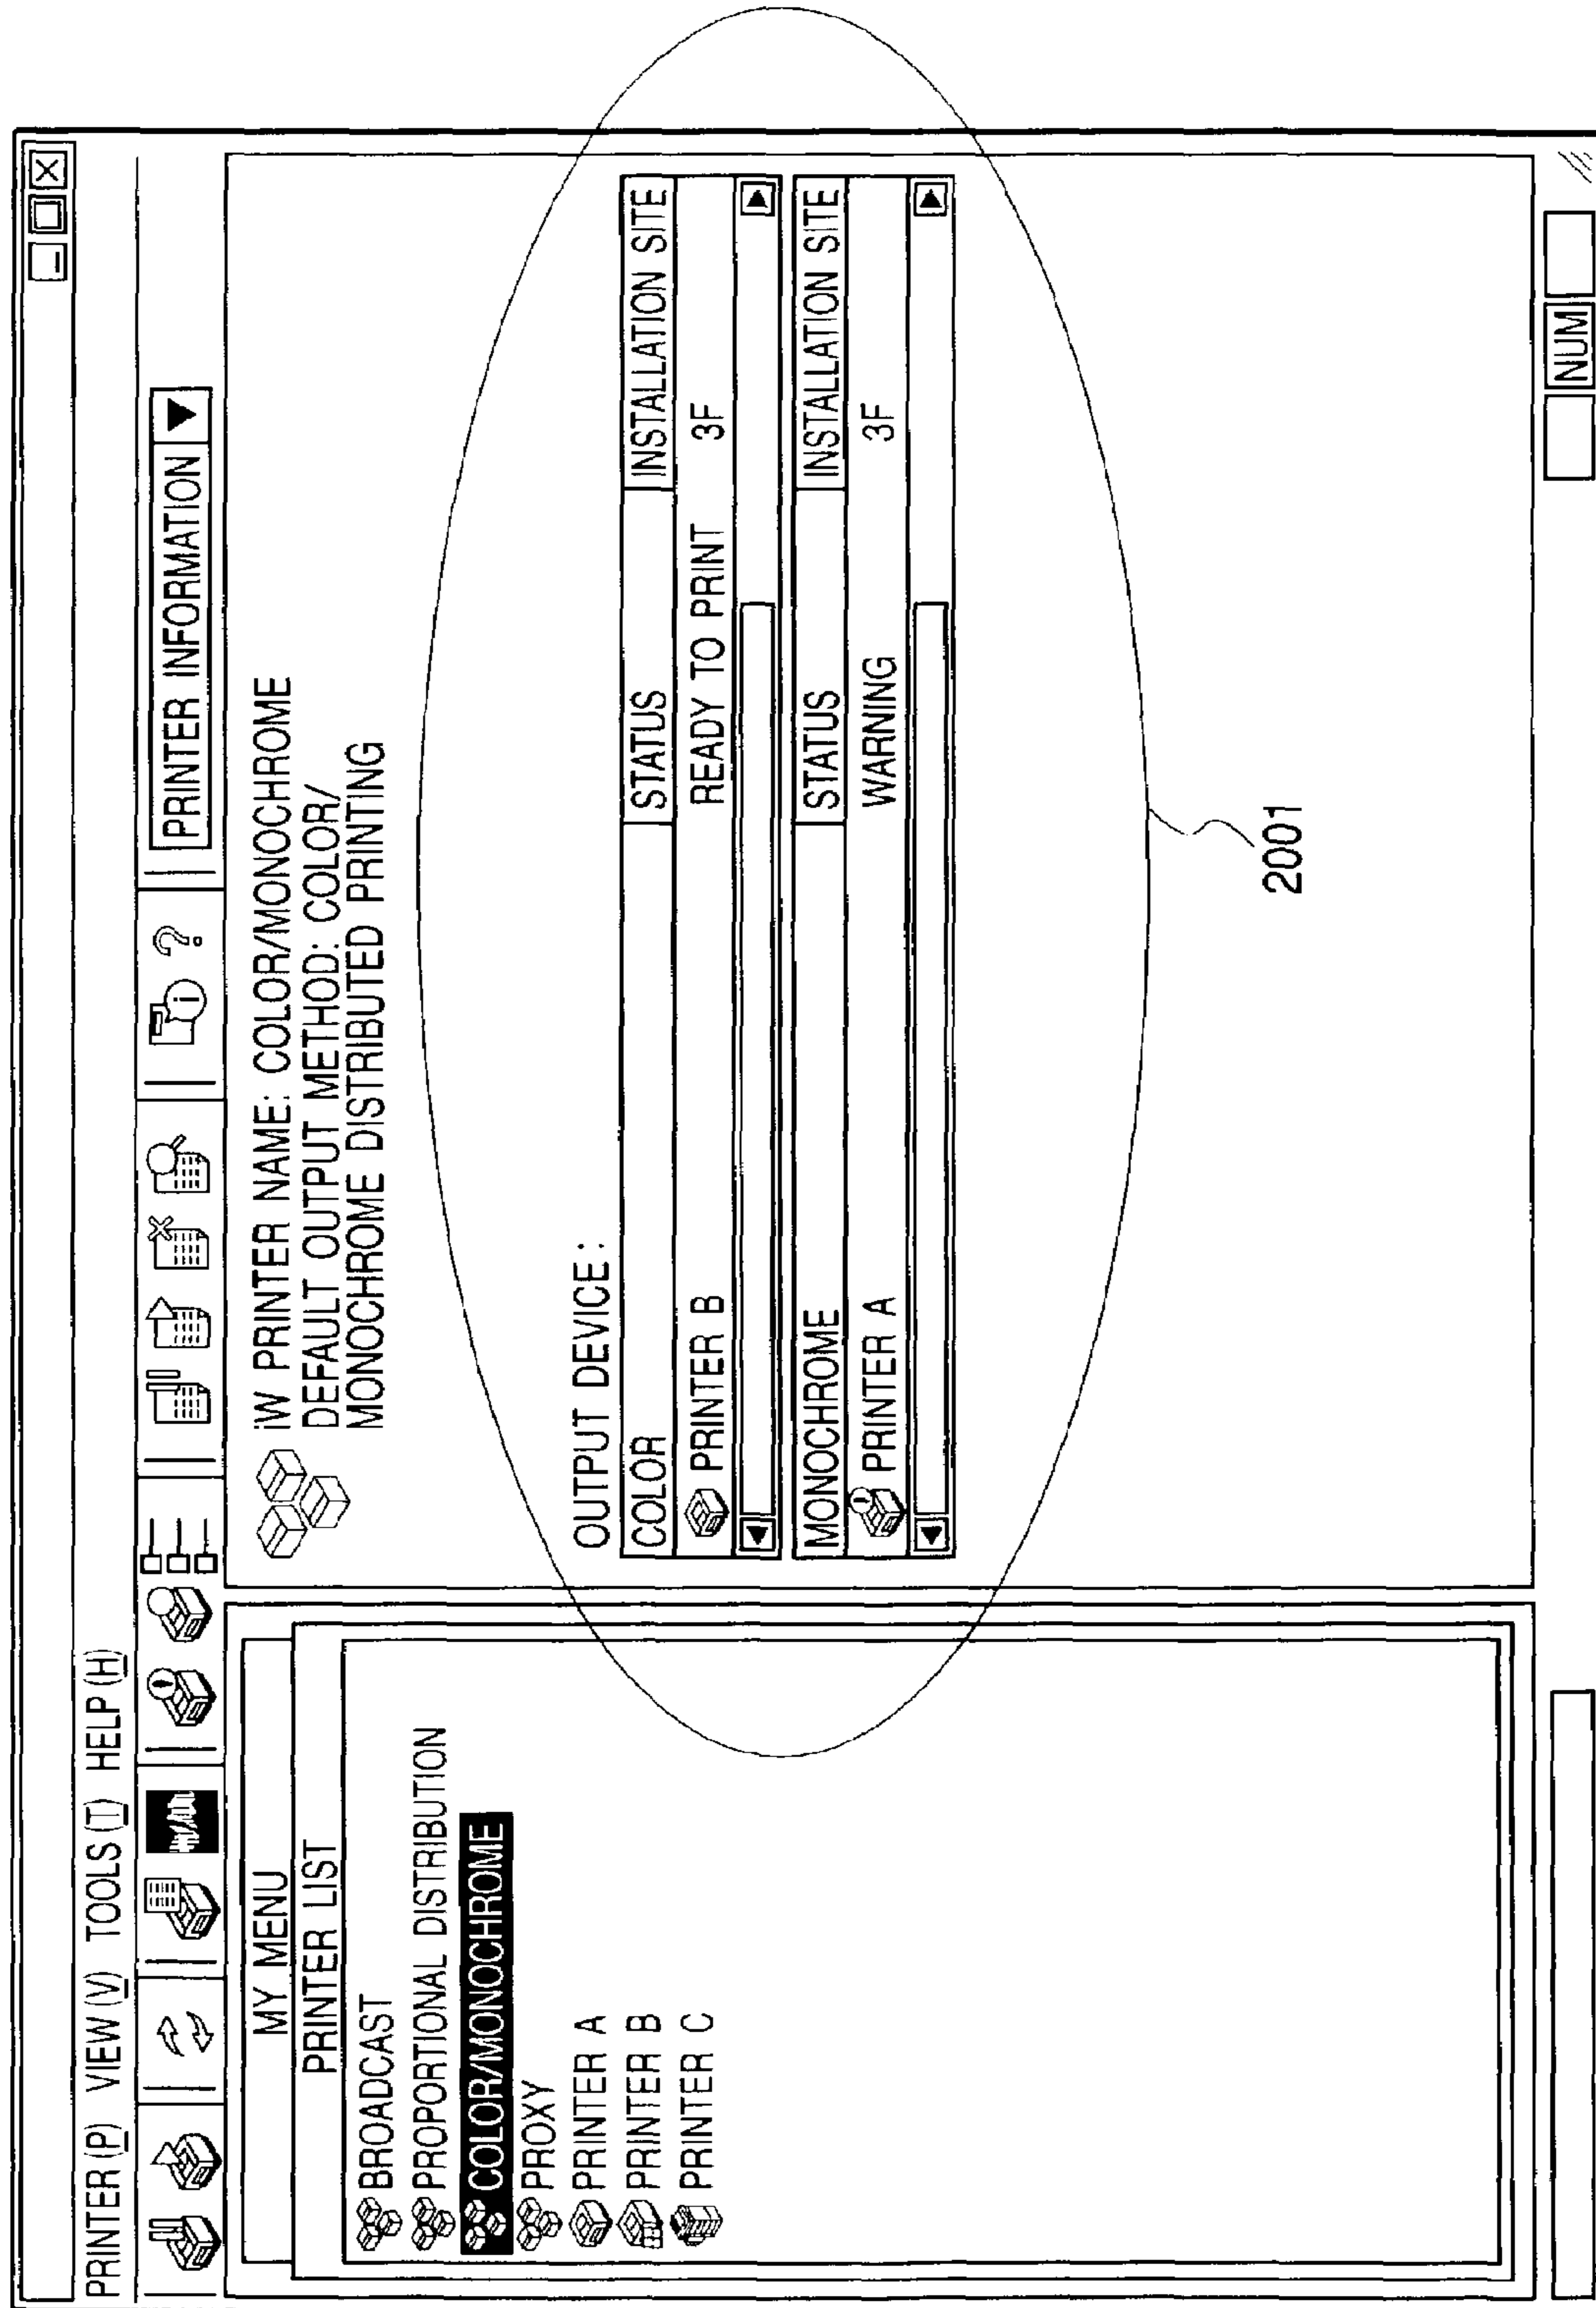 PRINTER (P) VIEW (V) TOOLS (T) HELP (H)
PRINTER INFORMATION
MY MENU
PRINTER LIST
BROADCAST
PROPORTIONAL DISTRIBUTION
COLOR/MONOCHROME
PROXY
PRINTER A
PRINTER B
PRINTER C
iW PRINTER NAME: COLOR/MONOCHROME
DEFAULT OUTPUT METHOD: COLOR/
MONOCHROME DISTRIBUTED PRINTING
OUTPUT DEVICE :
COLOR STATUS INSTALLATION SITE
PRINTER B READY TO PRINT 3F
MONOCHROME STATUS INSTALLATION SITE
PRINTER A WARNING 3F
2001
NUM